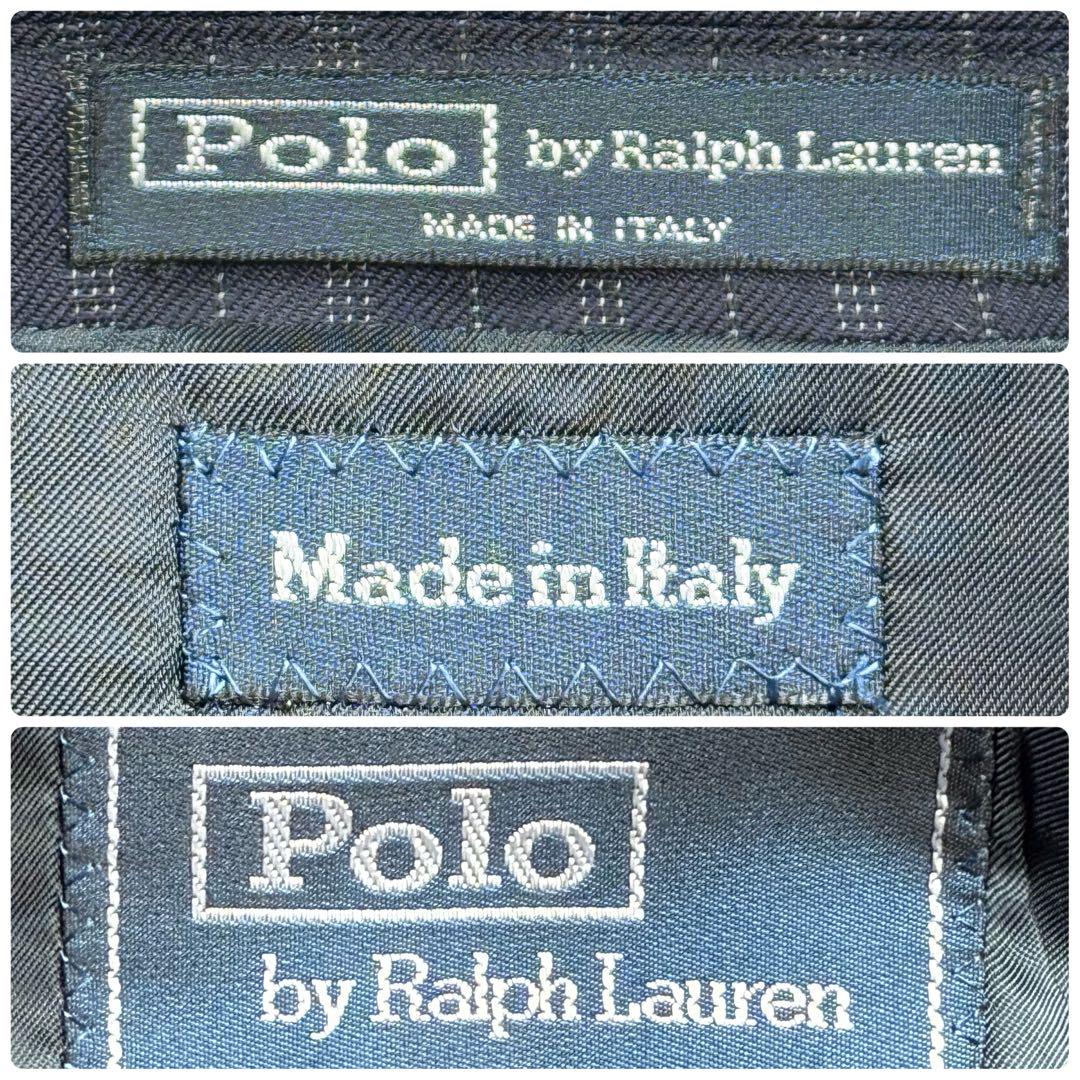 Polo by Ralph Lauren
MADE IN ITALY
Made in Italy
Polo
by Ralph Lauren